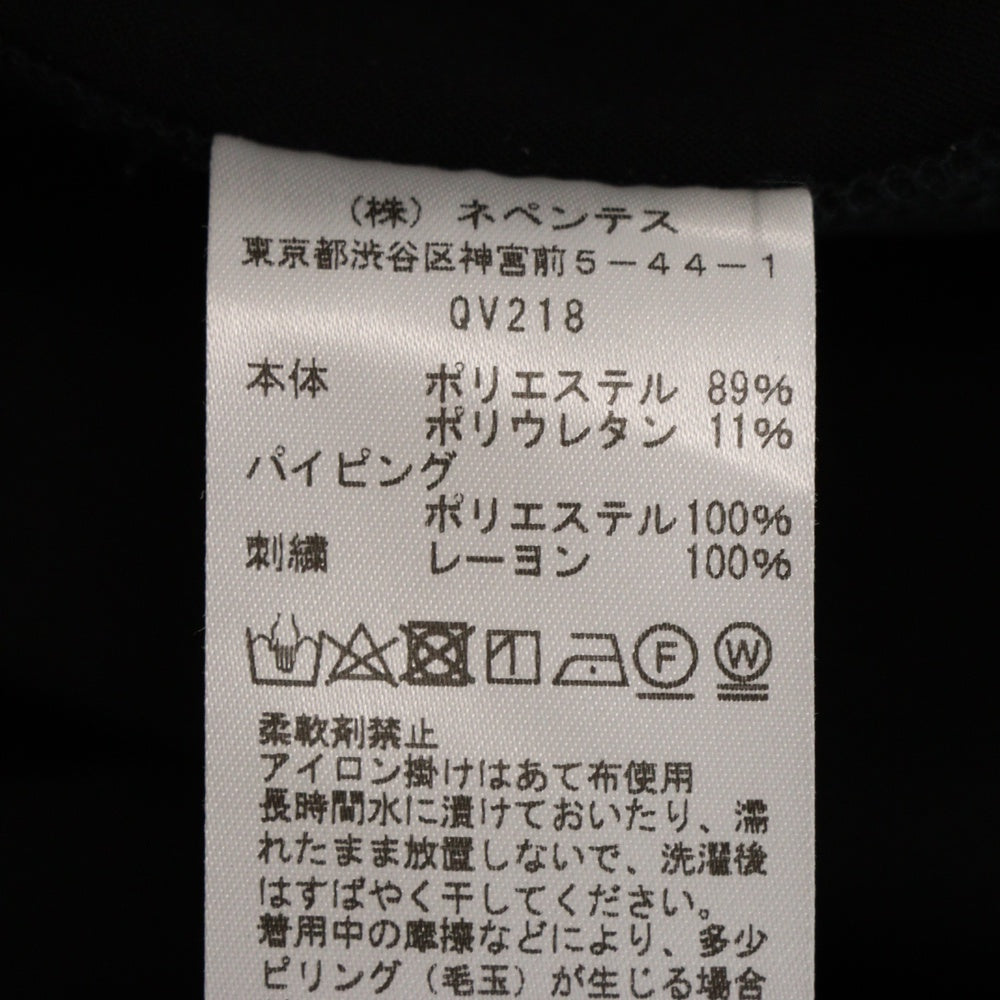 （株）ネペンテス
東京都渋谷区神宮前５－４４－１
QV218
本体 ポリエステル 89%
ポリウレタン 11%
パイピング
ポリエステル 100%
刺繍 レーヨン 100%
F W
柔軟剤禁止
アイロン掛けはあて布使用
長時間水に漬けておいたり、濡
れたまま放置しないで、洗濯後
はすばやく干してください。
着用中の摩擦などにより、多少
ピリング（毛玉）が生じる場合